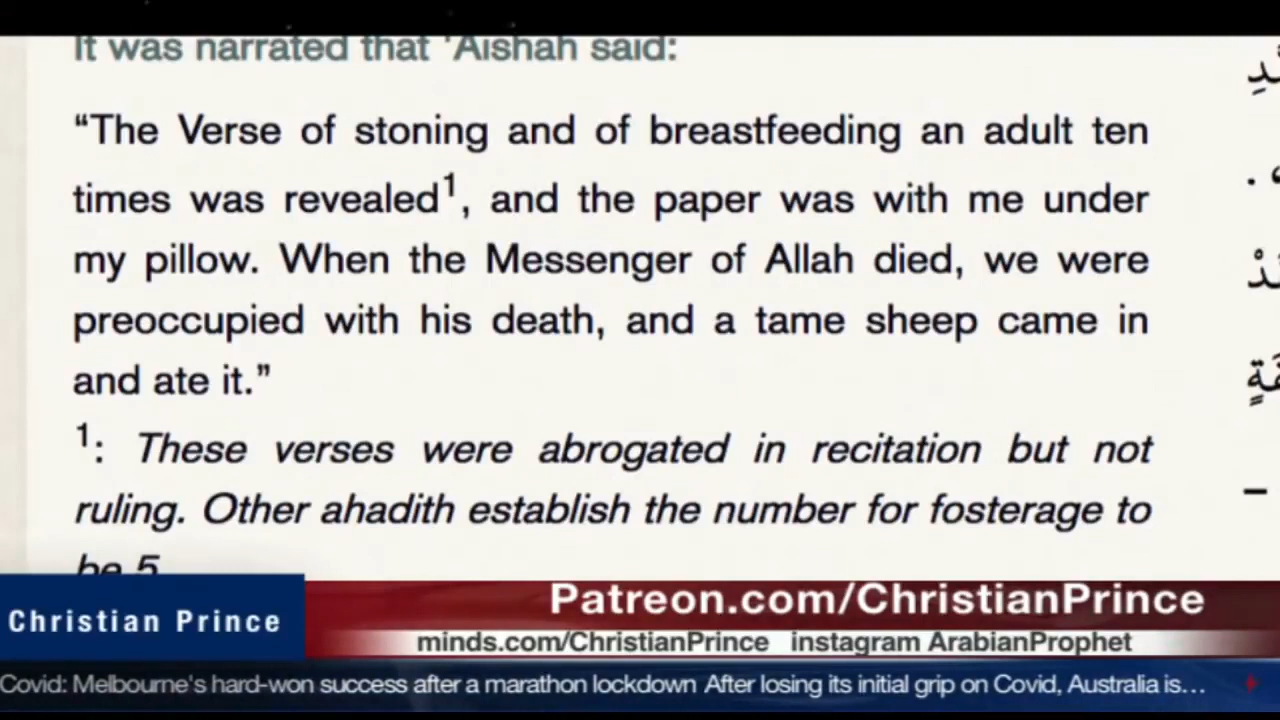 It was narrated that 'Aishah said:
“The Verse of stoning and of breastfeeding an adult ten
times was revealed¹, and the paper was with me under
my pillow. When the Messenger of Allah died, we were
preoccupied with his death, and a tame sheep came in
and ate it.”
¹: These verses were abrogated in recitation but not
ruling. Other ahadith establish the number for fosterage to
be 5
Christian Prince
Patreon.com/ChristianPrince
minds.com/ChristianPrince instagram ArabianProphet
Covid: Melbourne's hard-won success after a marathon lockdown After losing its initial grip on Covid, Australia is...